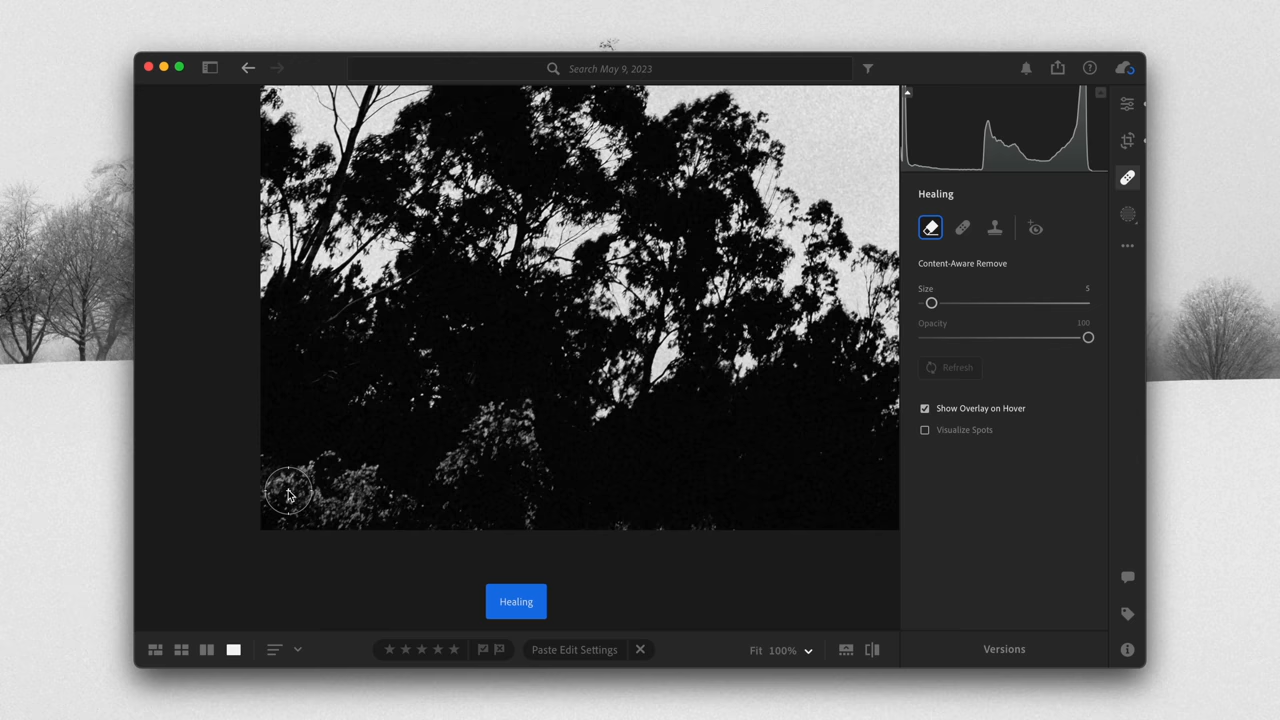 Search May 9, 2023
Healing
Content-Aware Remove
Size 5
Opacity 100
Refresh
Show Overlay on Hover
Visualize Spots
Healing
Paste Edit Settings
Fit 100%
Versions